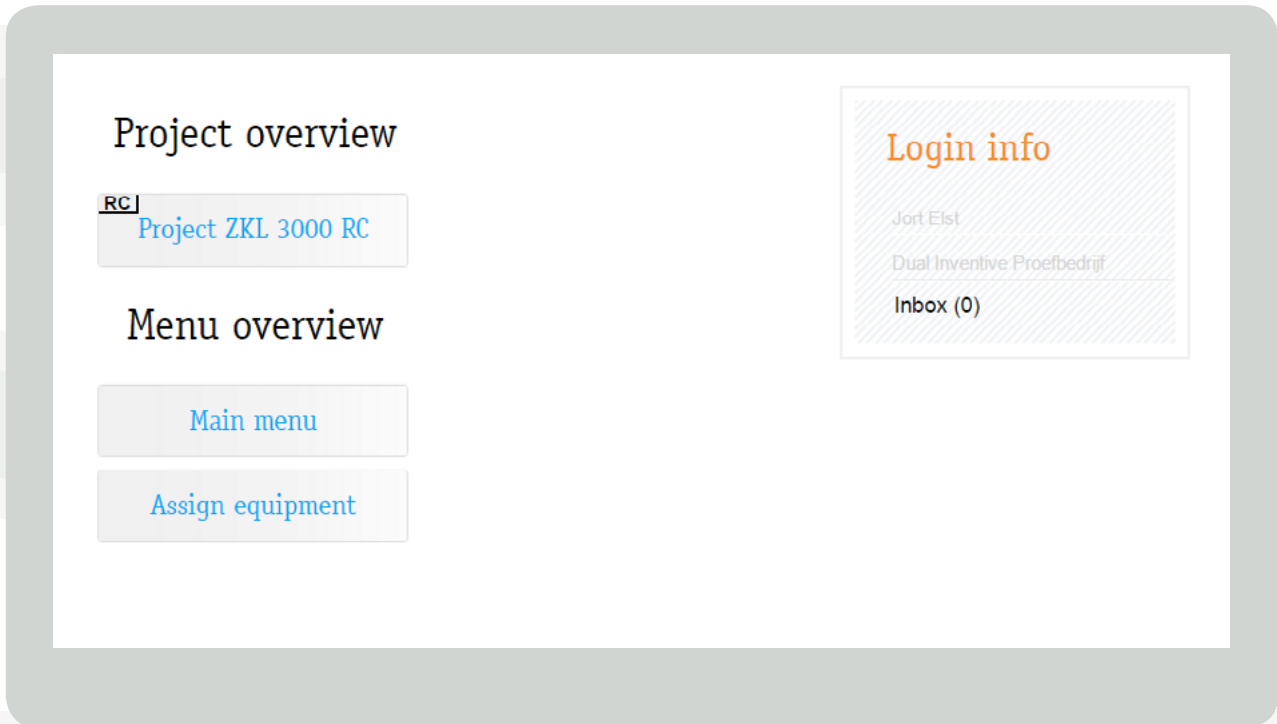 Project overview
RC
Project ZKL 3000 RC
Menu overview
Main menu
Assign equipment
Login info
Jort Elst
Dual Inventive Proefbedrijf
Inbox (0)